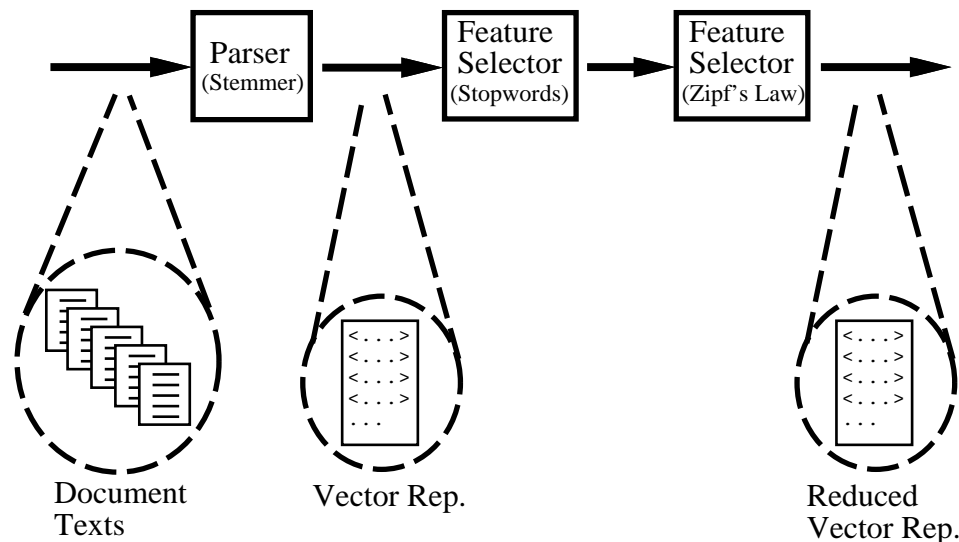 Parser
(Stemmer)
Feature
Selector
(Stopwords)
Feature
Selector
(Zipf's Law)
<...>
<...>
<...>
<...>
...
<...>
<...>
<...>
<...>
...
Document
Texts
Vector Rep.
Reduced
Vector Rep.